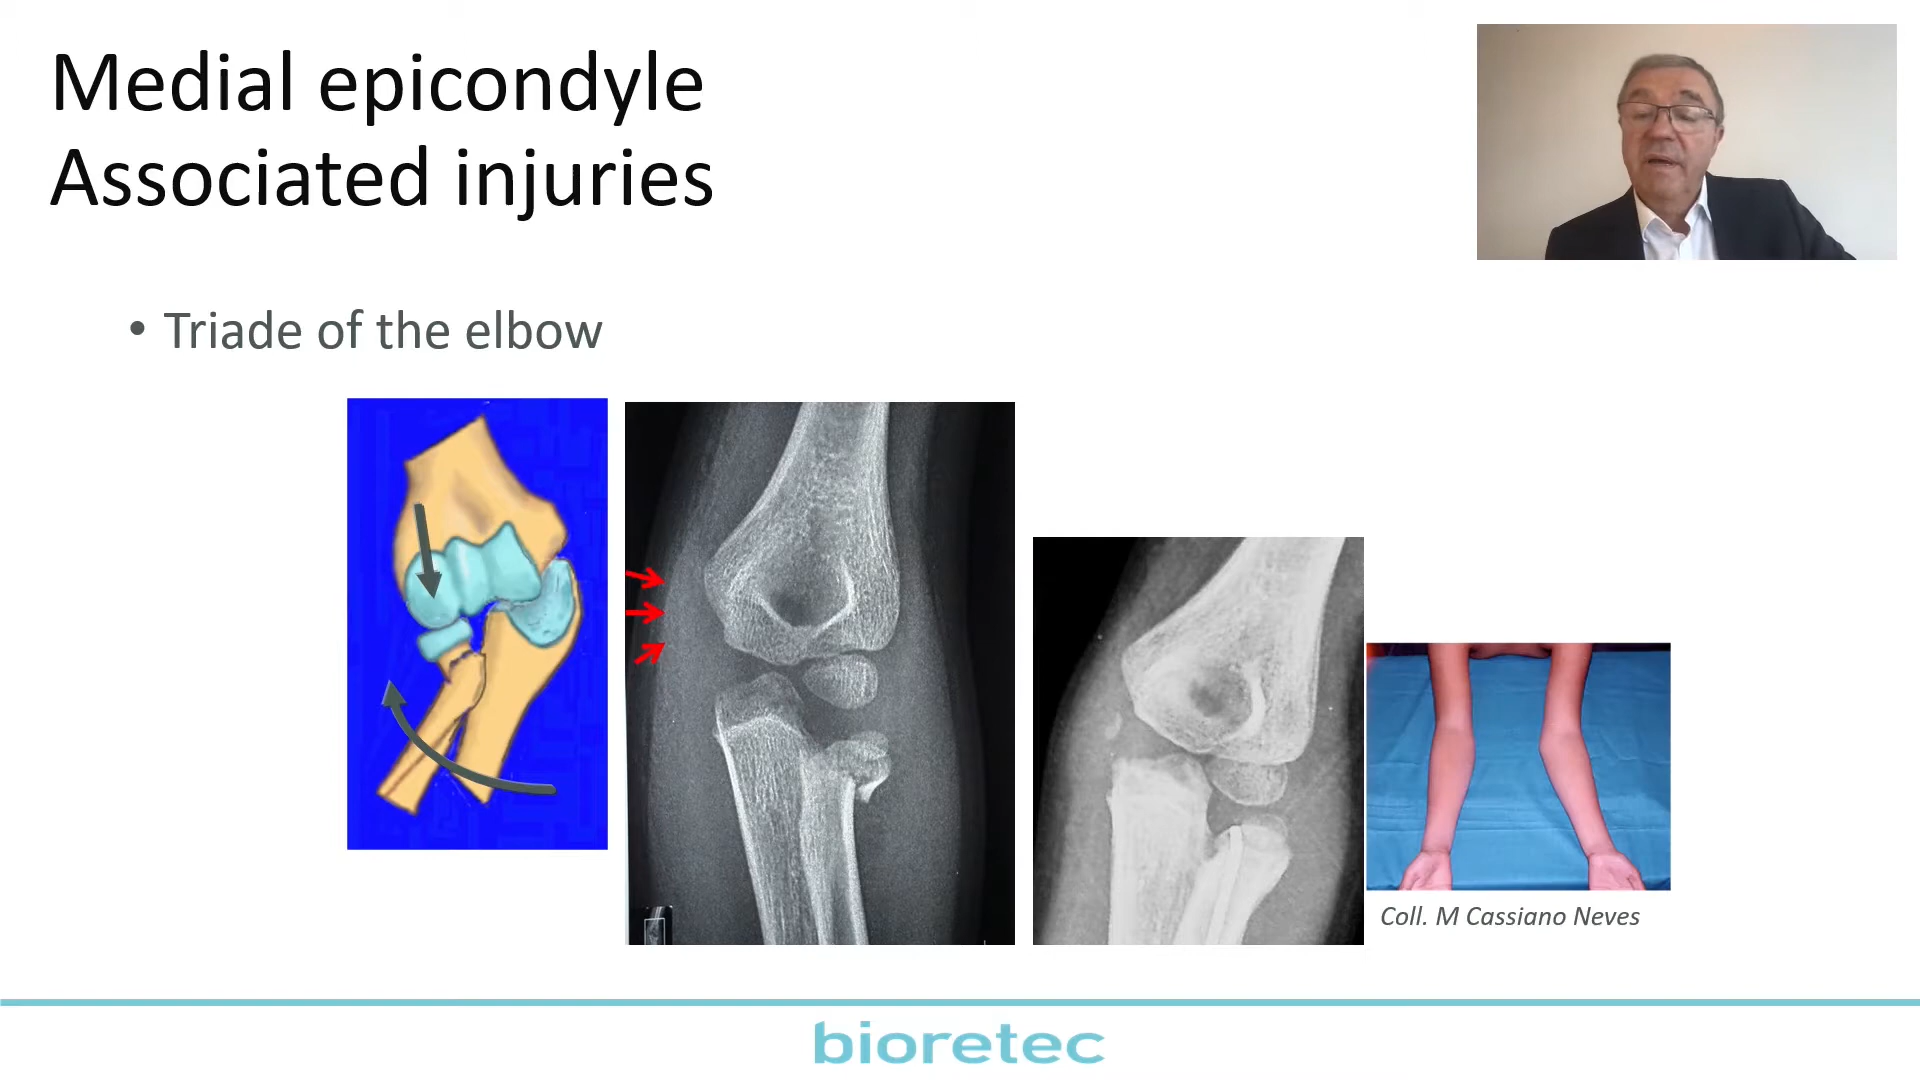 Medial epicondyle
Associated injuries
• Triade of the elbow
Coll. M Cassiano Neves
bioretec